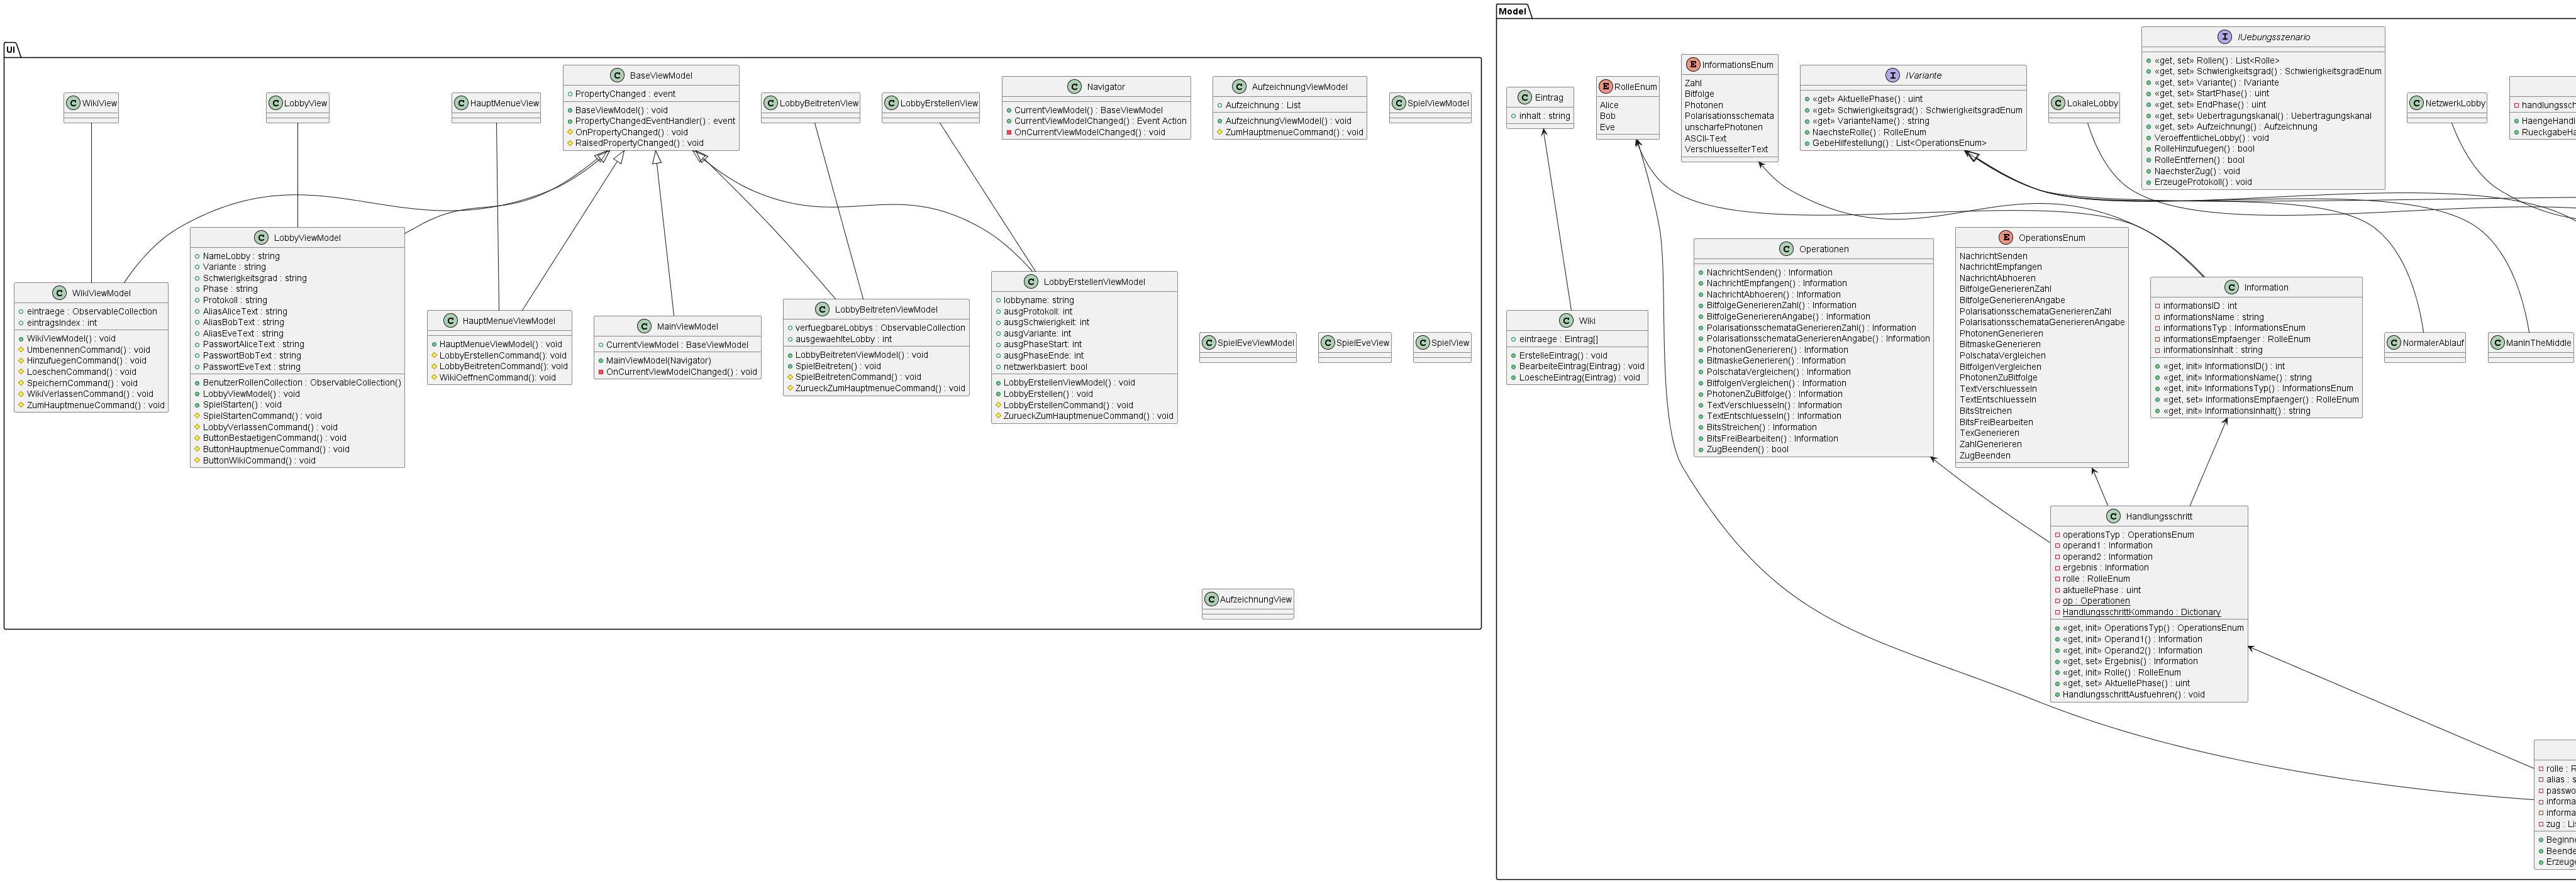 UI
C WikiView
C LobbyView
C HauptMenueView
C BaseViewModel
PropertyChanged : event
BaseViewModel() : void
PropertyChangedEventHandler() : event
OnPropertyChanged() : void
RaisedPropertyChanged() : void
C LobbyBeitretenView
C LobbyErstellenView
C Navigator
CurrentViewModel() : BaseViewModel
CurrentViewModelChanged() : Event Action
OnCurrentViewModelChanged() : void
C AufzeichnungViewModel
Aufzeichnung : List
AufzeichnungViewModel() : void
ZumHauptmenueCommand() : void
C SpielViewModel
C WikiViewModel
eintraege : ObservableCollection
eintragsIndex : int
WikiViewModel() : void
UmbenennenCommand() : void
HinzufuegenCommand() : void
LoeschenCommand() : void
SpeichernCommand() : void
WikiVerlassenCommand() : void
ZumHauptmenueCommand() : void
C LobbyViewModel
NameLobby : string
Variante : string
Schwierigkeitsgrad : string
Phase : string
Protokoll : string
AliasAliceText : string
AliasBobText : string
AliasEveText : string
PasswortAliceText : string
PasswortBobText : string
PasswortEveText : string
BenutzerRollenCollection : ObservableCollection()
LobbyViewModel() : void
SpielStarten() : void
SpielStartenCommand() : void
LobbyVerlassenCommand() : void
ButtonBestaetigenCommand() : void
ButtonHauptmenueCommand() : void
ButtonWikiCommand() : void
C HauptMenueViewModel
HauptMenueViewModel() : void
LobbyErstellenCommand(): void
LobbyBeitretenCommand(): void
WikiOeffnenCommand(): void
C MainViewModel
CurrentViewModel : BaseViewModel
MainViewModel(Navigator)
OnCurrentViewModelChanged() : void
C LobbyBeitretenViewModel
verfuegbareLobbys : ObservableCollection
ausgewaehlteLobby : int
LobbyBeitretenViewModel() : void
SpielBeitreten() : void
SpielBeitretenCommand() : void
ZurueckZumHauptmenueCommand() : void
C LobbyErstellenViewModel
lobbyname: string
ausgProtokoll: int
ausgSchwierigkeit: int
ausgVariante: int
ausgPhaseStart: int
ausgPhaseEnde: int
netzwerkbasiert: bool
LobbyErstellenViewModel() : void
LobbyErstellen() : void
LobbyErstellenCommand() : void
ZurueckZumHauptmenueCommand() : void
C SpielEveViewModel
C SpielEveView
C SpielView
C AufzeichnungView
Model
C Eintrag
inhalt : string
E RolleEnum
Alice
Bob
Eve
E InformationsEnum
Zahl
Bitfolge
Photonen
Polarisationsschemata
unscharfePhotonen
ASCII-Text
VerschluesselterText
I IVariante
«get» AktuellePhase() : uint
«get» Schwierigkeitsgrad() : SchwierigkeitsgradEnum
«get» VarianteName() : string
NaechsteRolle() : RolleEnum
GebeHilfestellung() : List<OperationsEnum>
C LokaleLobby
I IUebungsszenario
«get, set» Rollen() : List<Rolle>
«get, set» Schwierigkeitsgrad() : SchwierigkeitsgradEnum
«get, set» Variante() : IVariante
«get, set» StartPhase() : uint
«get, set» EndPhase() : uint
«get, set» Uebertragungskanal() : Uebertragungskanal
«get, set» Aufzeichnung() : Aufzeichnung
VeroeffentlicheLobby() : void
RolleHinzufuegen() : bool
RolleEntfernen() : bool
NaechsterZug() : void
ErzeugeProtokoll() : void
C NetzwerkLobby
handlungssch
HaengeHandl
RueckgabeHa
C Wiki
eintraege : Eintrag[]
ErstelleEintrag() : void
BearbeiteEintrag(Eintrag) : void
LoescheEintrag(Eintrag) : void
C Operationen
NachrichtSenden() : Information
NachrichtEmpfangen() : Information
NachrichtAbhoeren() : Information
BitfolgeGenerierenZahl() : Information
BitfolgeGenerierenAngabe() : Information
PolarisationsschemataGenerierenZahl() : Information
PolarisationsschemataGenerierenAngabe() : Information
PhotonenGenerieren() : Information
BitmaskeGenerieren() : Information
PolschataVergleichen() : Information
BitfolgenVergleichen() : Information
PhotonenZuBitfolge() : Information
TextVerschluesseln() : Information
TextEntschluesseln() : Information
BitsStreichen() : Information
BitsFreiBearbeiten() : Information
ZugBeenden() : bool
E OperationsEnum
NachrichtSenden
NachrichtEmpfangen
NachrichtAbhoeren
BitfolgeGenerierenZahl
BitfolgeGenerierenAngabe
PolarisationsschemataGenerierenZahl
PolarisationsschemataGenerierenAngabe
PhotonenGenerieren
BitmaskeGenerieren
PolschataVergleichen
BitfolgenVergleichen
PhotonenZuBitfolge
TextVerschluesseln
TextEntschluesseln
BitsStreichen
BitsFreiBearbeiten
TexGenerieren
ZahlGenerieren
ZugBeenden
C Information
informationsID : int
informationsName : string
informationsTyp : InformationsEnum
informationsEmpfaenger : RolleEnum
informationsInhalt : string
«get, init» InformationsID() : int
«get, init» InformationsName() : string
«get, init» InformationsTyp() : InformationsEnum
«get, set» InformationsEmpfaenger() : RolleEnum
«get, init» InformationsInhalt() : string
C NormalerAblauf
C ManInTheMiddle
C Handlungsschritt
operationsTyp : OperationsEnum
operand1 : Information
operand2 : Information
ergebnis : Information
rolle : RolleEnum
aktuellePhase : uint
op : Operationen
HandlungsschrittKommando : Dictionary
«get, init» OperationsTyp() : OperationsEnum
«get, init» Operand1() : Information
«get, init» Operand2() : Information
«get, set» Ergebnis() : Information
«get, init» Rolle() : RolleEnum
«get, set» AktuellePhase() : uint
HandlungsschrittAusfuehren() : void
rolle : R
alias : s
passwo
informa
informa
zug : Li
Beginne
Beende
Erzeuge